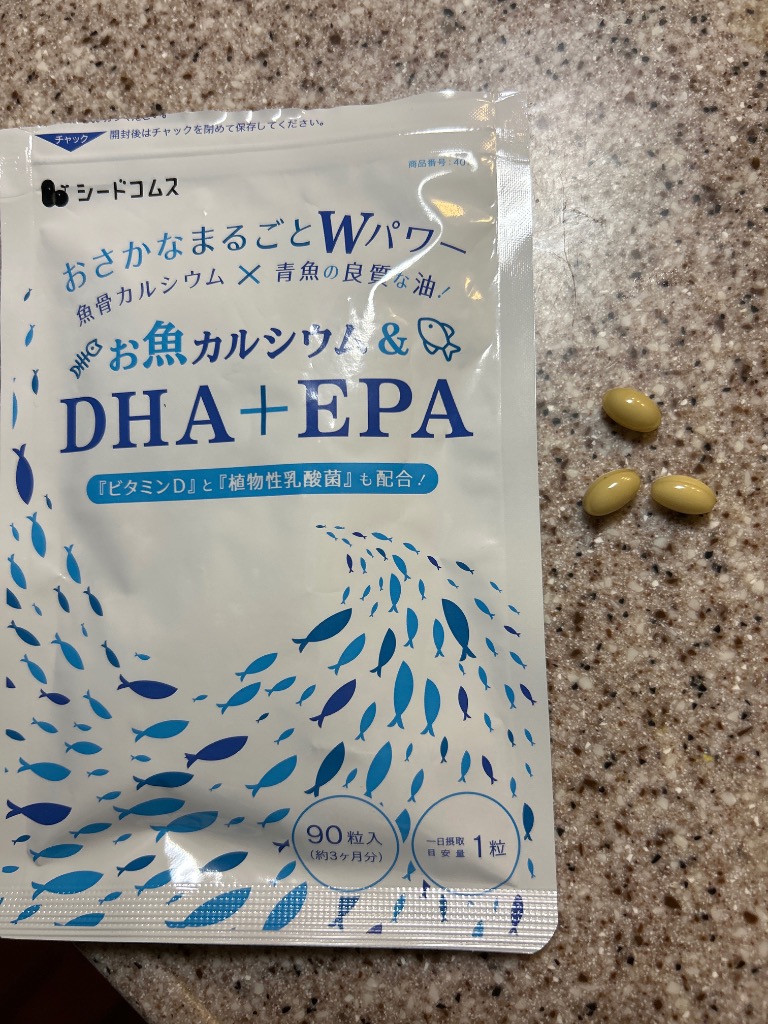 チャック
開封後はチャックを閉めて保存してください。
商品番号:40
シードコムス
おさかなまるごとWパワー
魚骨カルシウム × 青魚の良質な油!
お魚カルシウム&
DHA+EPA
『ビタミンD』と『植物性乳酸菌』も配合!
90粒入
(約3ヶ月分)
一日摂取
目安量 1粒